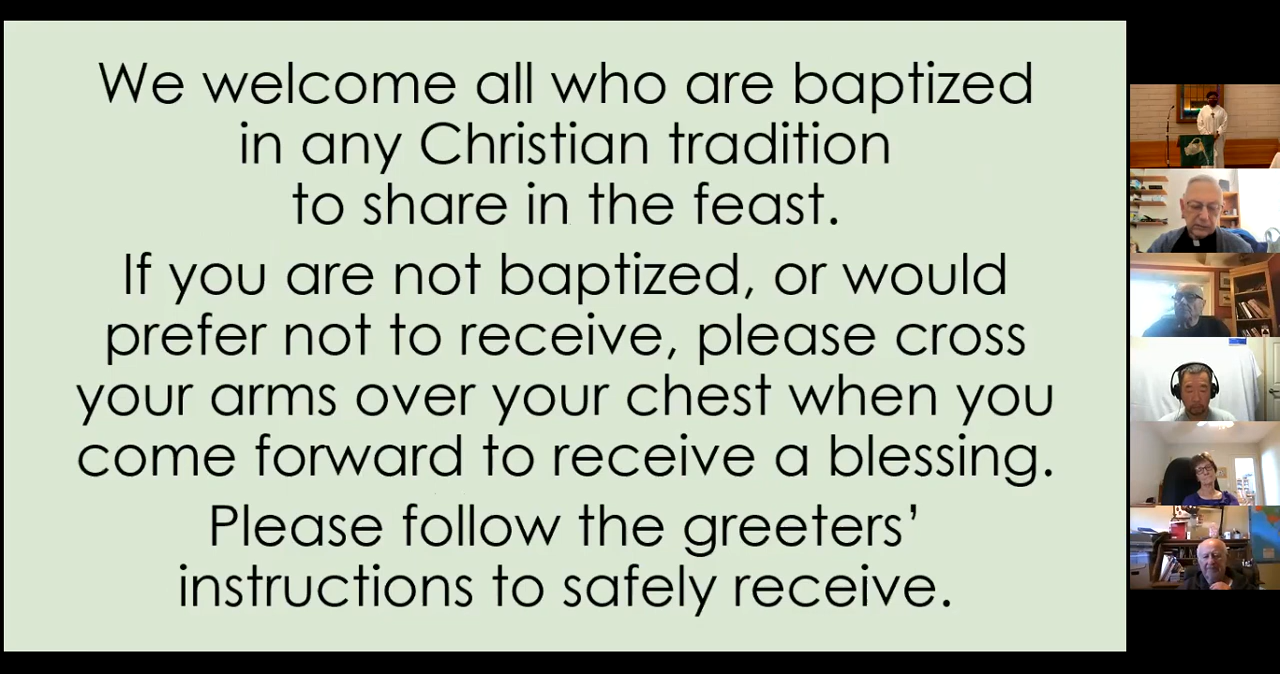 We welcome all who are baptized
in any Christian tradition
to share in the feast.
If you are not baptized, or would
prefer not to receive, please cross
your arms over your chest when you
come forward to receive a blessing.
Please follow the greeters’
instructions to safely receive.